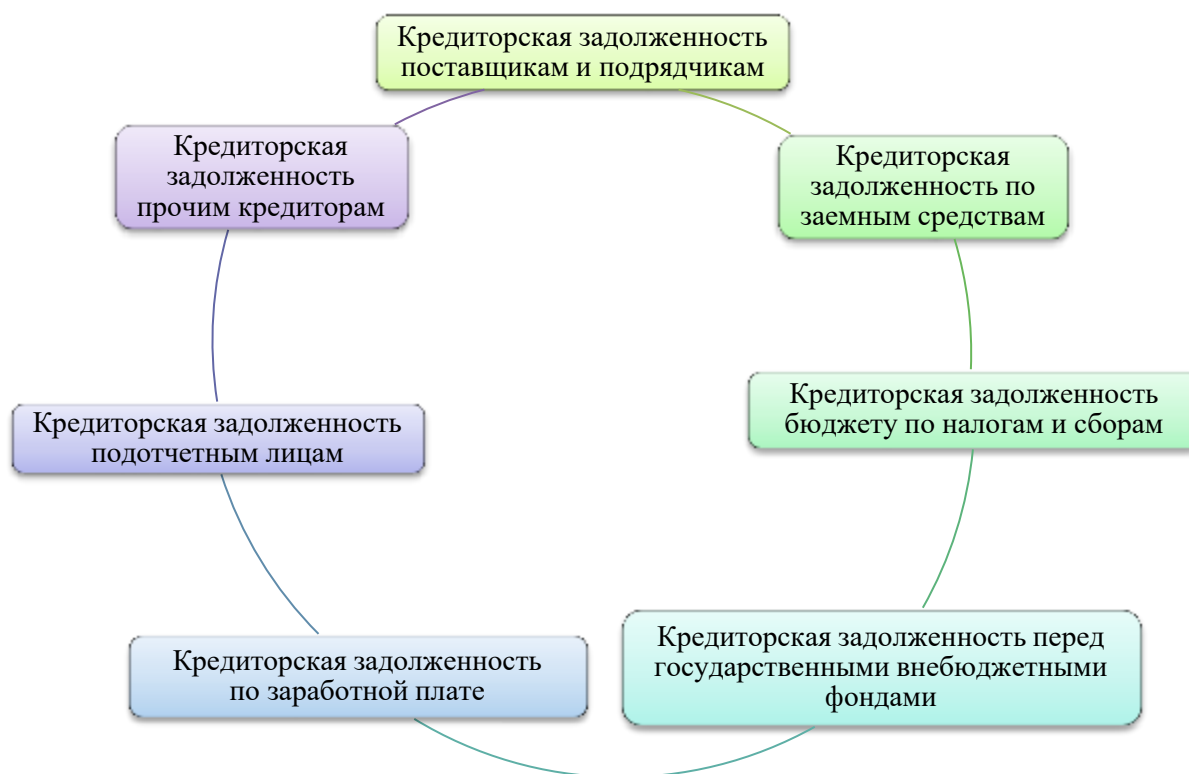 Кредиторская задолженность
поставщикам и подрядчикам
Кредиторская
задолженность по
заемным средствам
Кредиторская задолженность
бюджету по налогам и сборам
Кредиторская задолженность перед
государственными внебюджетными
фондами
Кредиторская задолженность
по заработной плате
Кредиторская задолженность
подотчетным лицам
Кредиторская
задолженность
прочим кредиторам